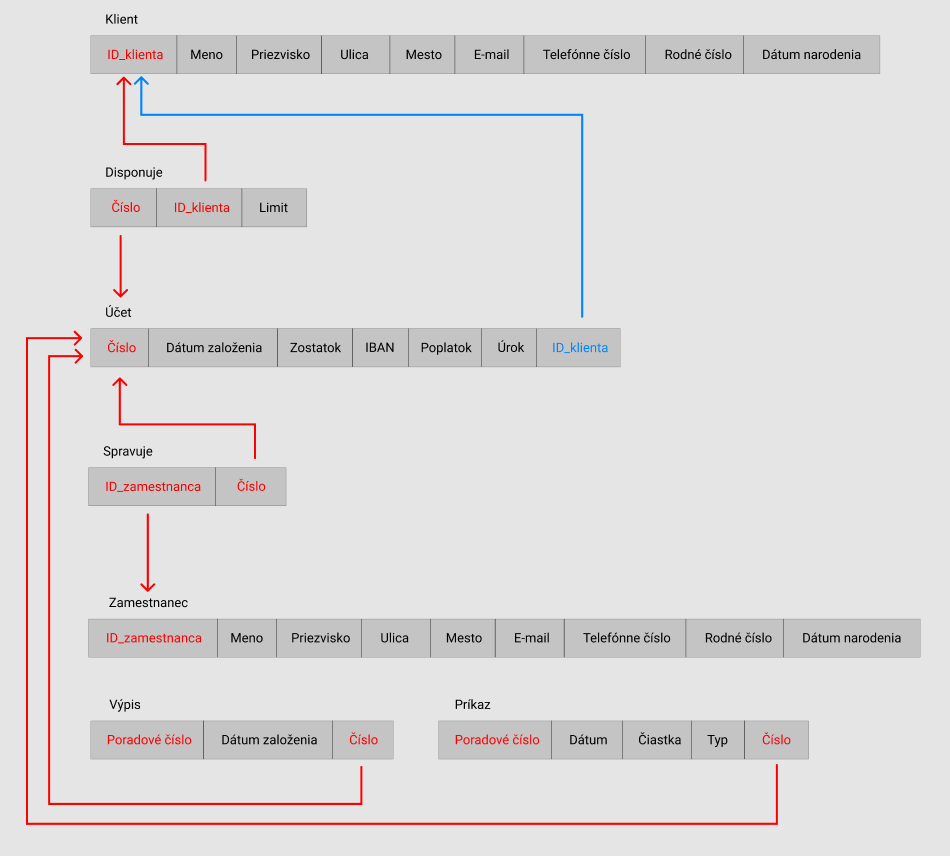 Klient
ID_klienta Meno Priezvisko Ulica Mesto E-mail Telefónne číslo Rodné číslo Dátum narodenia
Disponuje
Číslo ID_klienta Limit
Účet
Číslo Dátum založenia Zostatok IBAN Poplatok Úrok ID_klienta
Spravuje
ID_zamestnanca Číslo
Zamestnanec
ID_zamestnanca Meno Priezvisko Ulica Mesto E-mail Telefónne číslo Rodné číslo Dátum narodenia
Výpis Príkaz
Poradové číslo Dátum založenia Číslo Poradové číslo Dátum Čiastka Typ Číslo